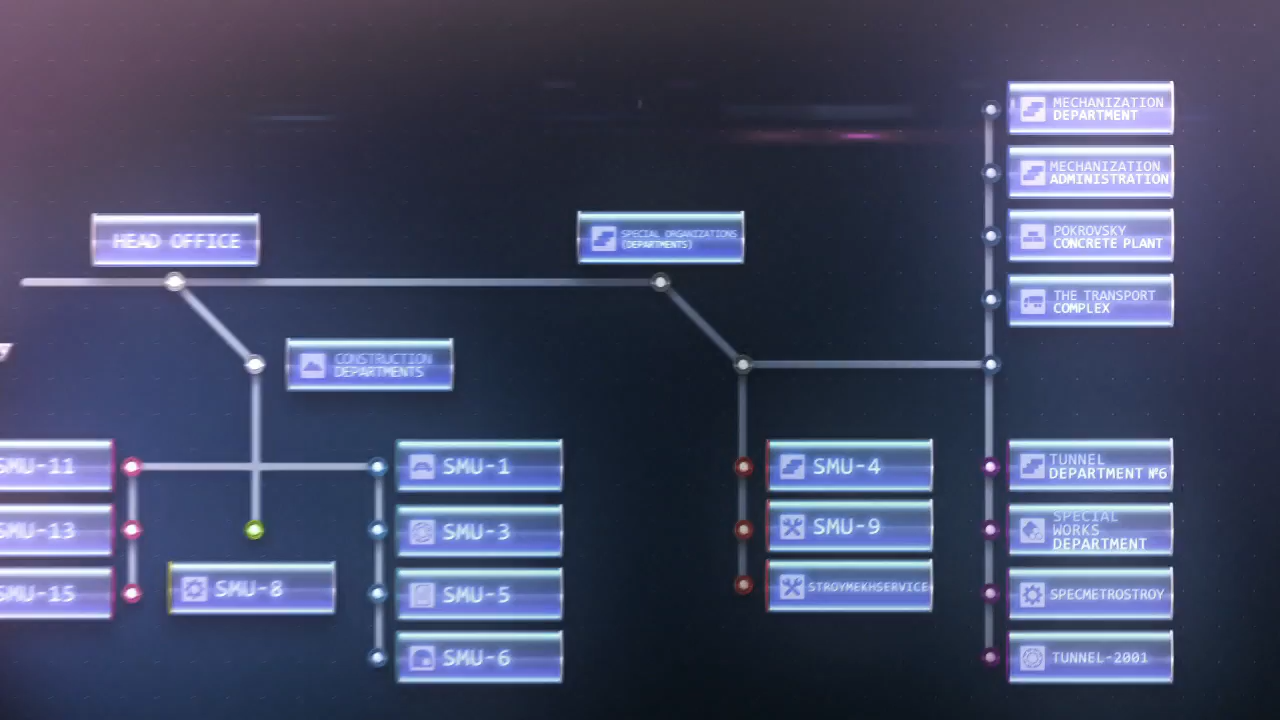 MECHANIZATION
DEPARTMENT
MECHANIZATION
ADMINISTRATION
HEAD OFFICE
SPECIAL ORGANIZATIONS
(DEPARTMENTS)
POKROVSKY
CONCRETE PLANT
THE TRANSPORT
COMPLEX
CONSTRUCTION
DEPARTMENTS
SMU-11
SMU-13
SMU-15
SMU-8
SMU-1
SMU-3
SMU-5
SMU-6
SMU-4
SMU-9
STROYMEKHSERVICE
TUNNEL
DEPARTMENT №6
SPECIAL
WORKS
DEPARTMENT
SPECMETROSTROY
TUNNEL-2001